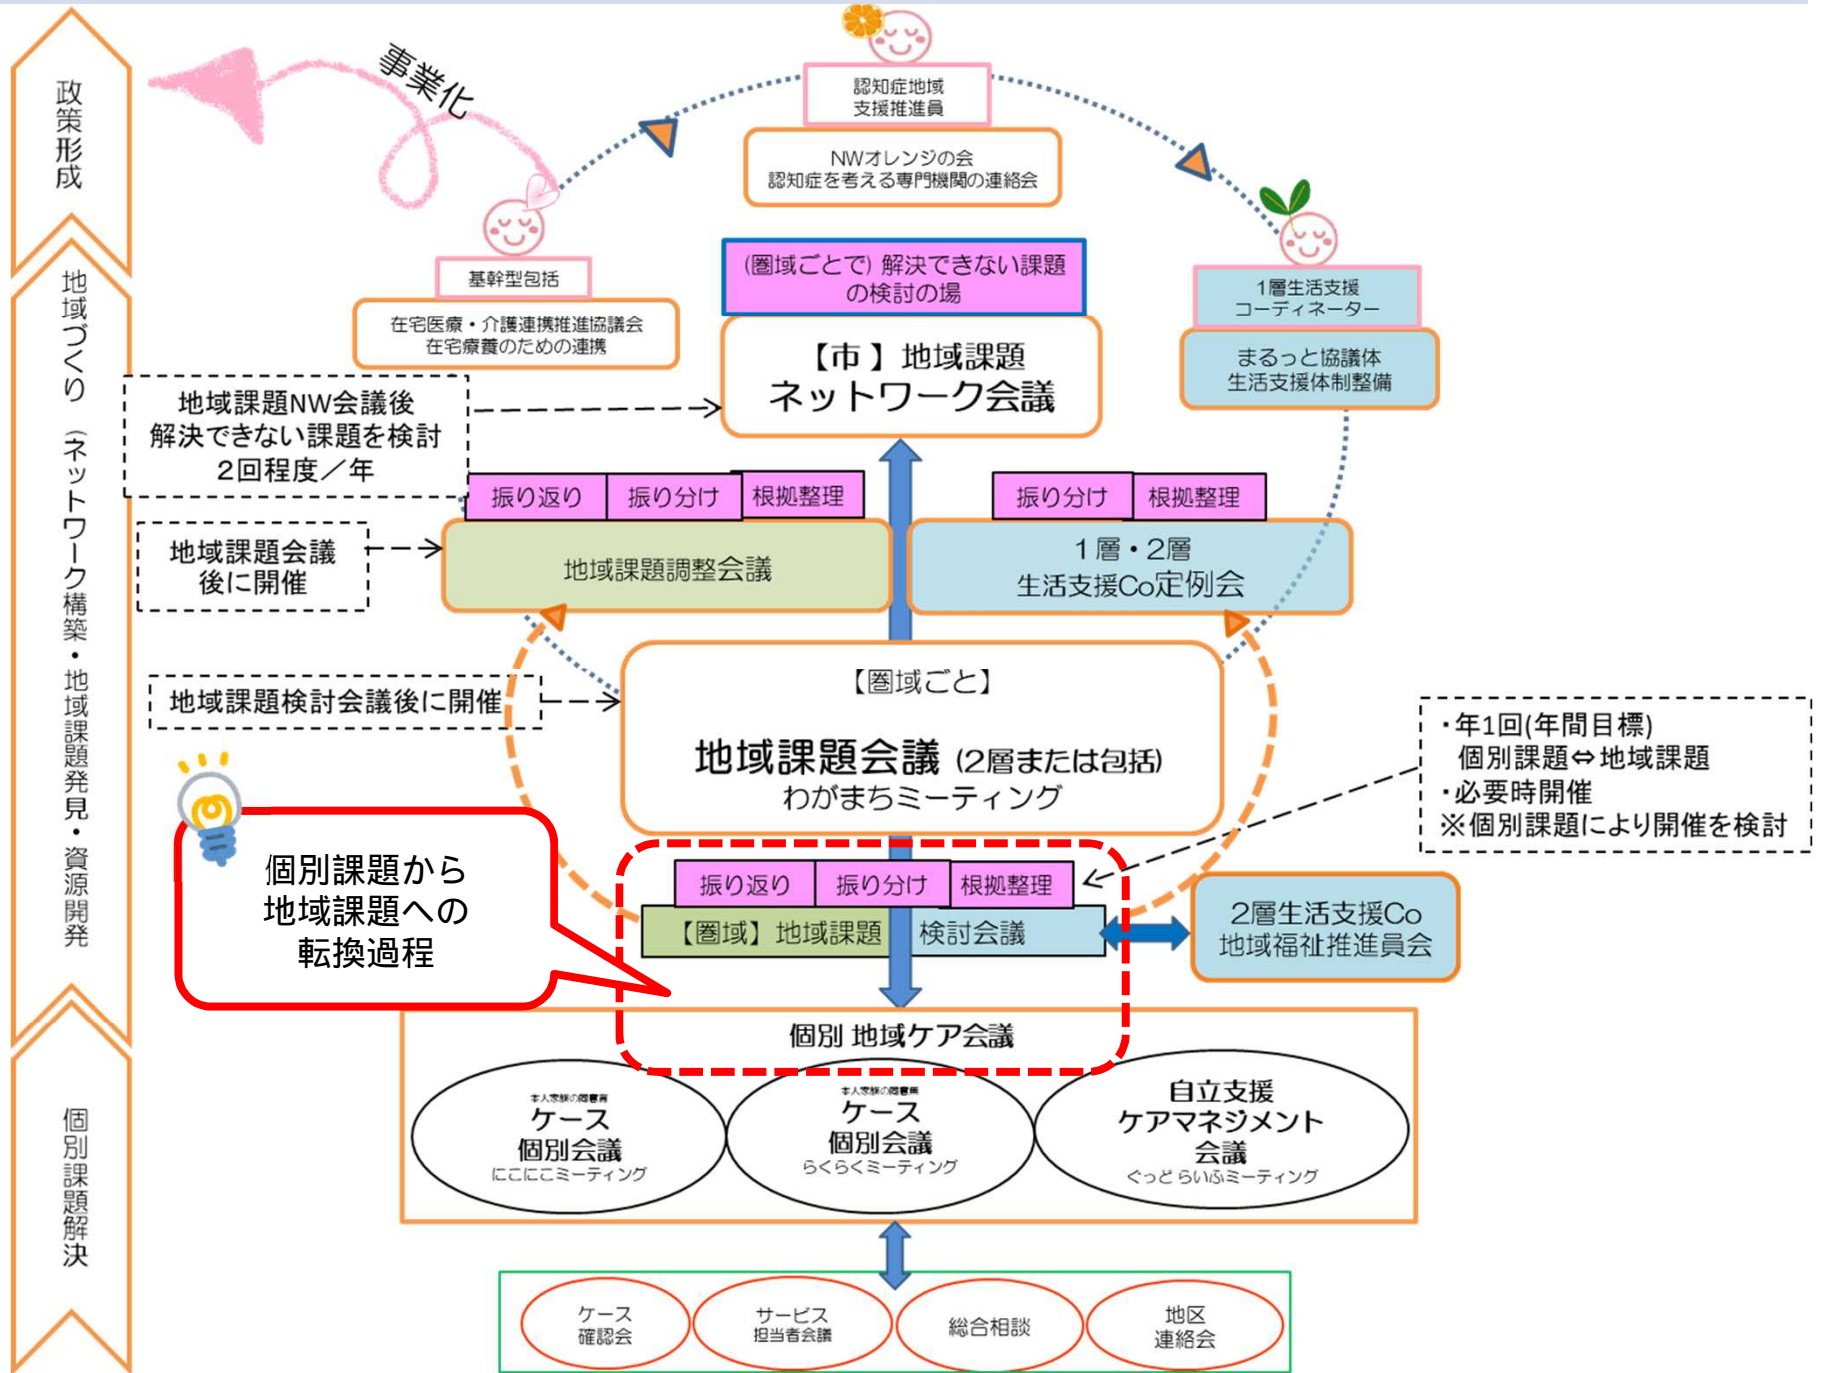 政策形成
地域づくり（ネットワーク構築・地域課題発見・資源開発
個別課題解決
事業化
認知症地域
支援推進員
NWオレンジの会
認知症を考える専門機関の連絡会
基幹型包括
在宅医療・介護連携推進協議会
在宅療養のための連携
(圏域ごとで) 解決できない課題
の検討の場
【市】地域課題
ネットワーク会議
1層生活支援
コーディネーター
まるっと協議体
生活支援体制整備
地域課題NW会議後
解決できない課題を検討
2回程度／年
振り返り
振り分け
根拠整理
地域課題調整会議
振り分け
根拠整理
1層・2層
生活支援Co定例会
地域課題会議
後に開催
【圏域ごと】
地域課題会議 (2層または包括)
わがまちミーティング
地域課題検討会議後に開催
・年1回(年間目標)
個別課題⇔地域課題
・必要時開催
※個別課題により開催を検討
個別課題から
地域課題への
転換過程
振り返り
振り分け
根拠整理
【圏域】地域課題 検討会議
2層生活支援Co
地域福祉推進員会
個別 地域ケア会議
本人家族の同意有
ケース
個別会議
にこにこミーティング
本人家族の同意無
ケース
個別会議
らくらくミーティング
自立支援
ケアマネジメント
会議
ぐっどらいふミーティング
ケース
確認会
サービス
担当者会議
総合相談
地区
連絡会